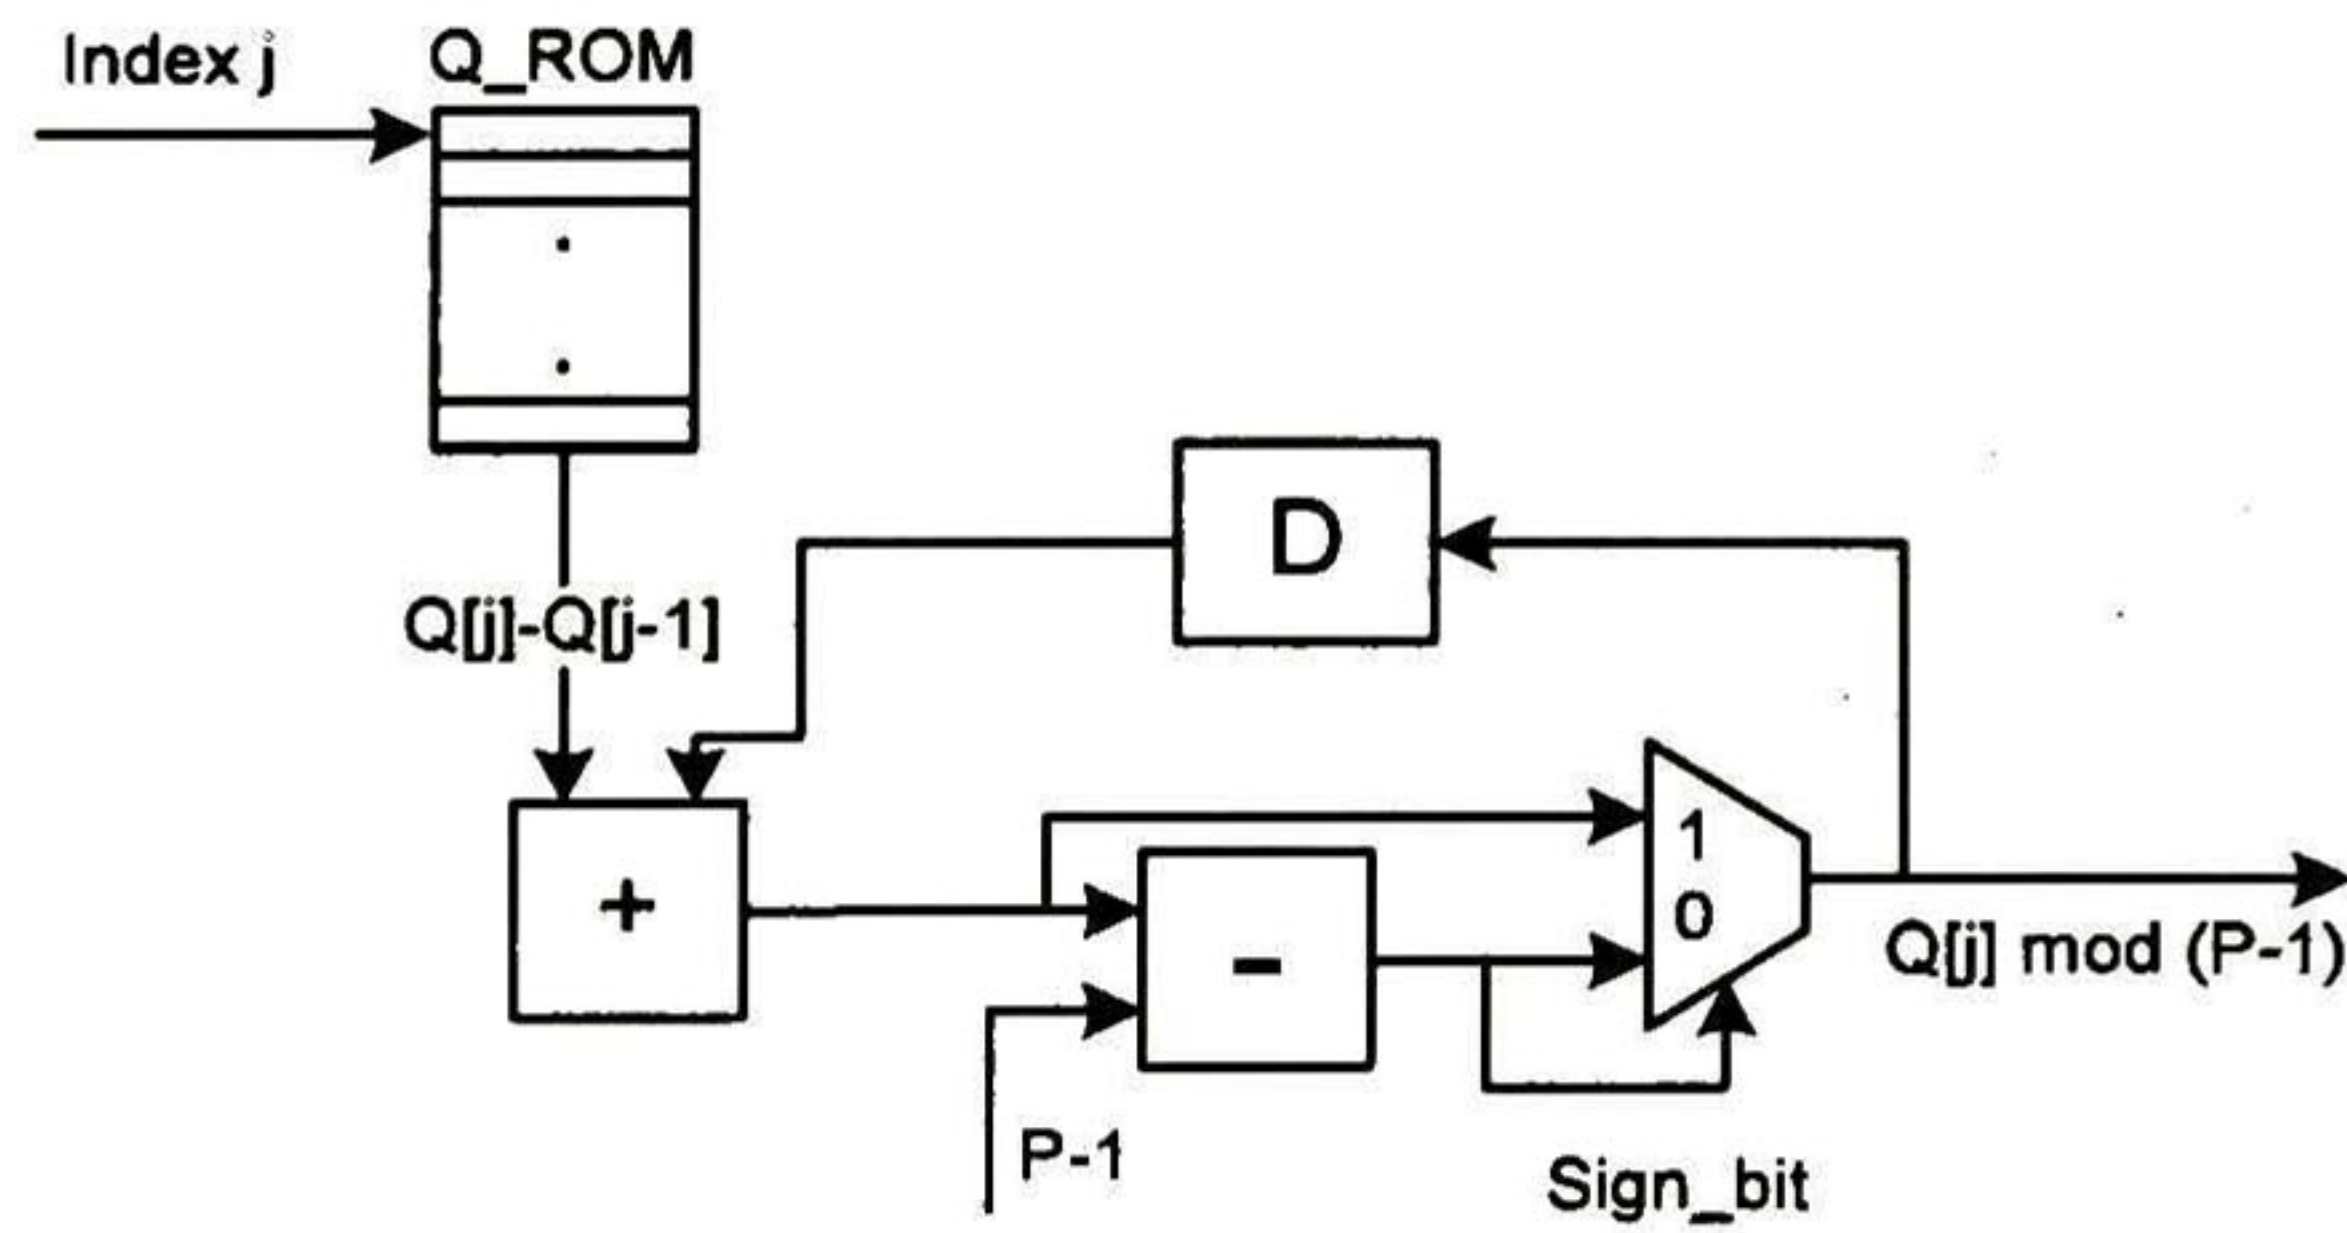 Index j
Q_ROM
Q[j]-Q[j-1]
D
+
-
1
0
Q[j] mod (P-1)
P-1
Sign_bit